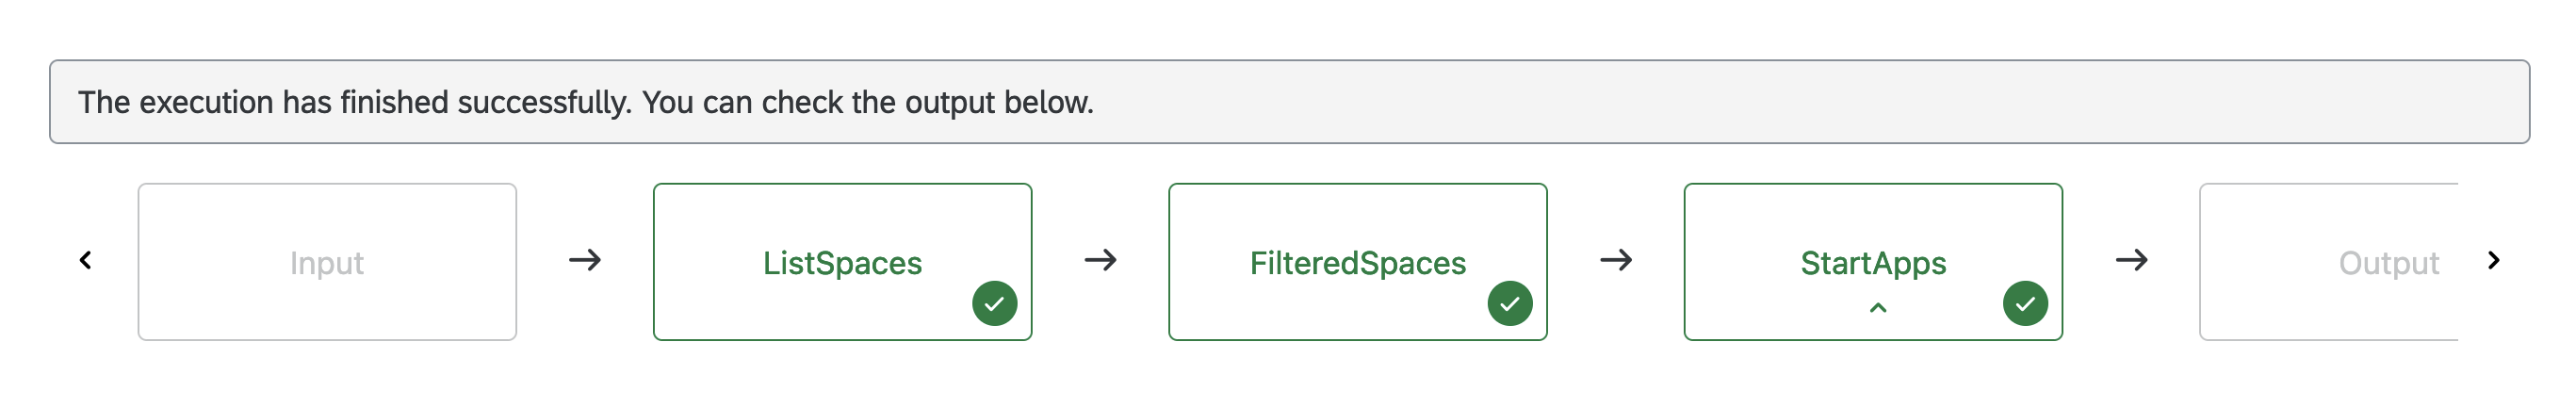 The execution has finished successfully. You can check the output below.
Input
ListSpaces
FilteredSpaces
StartApps
Output